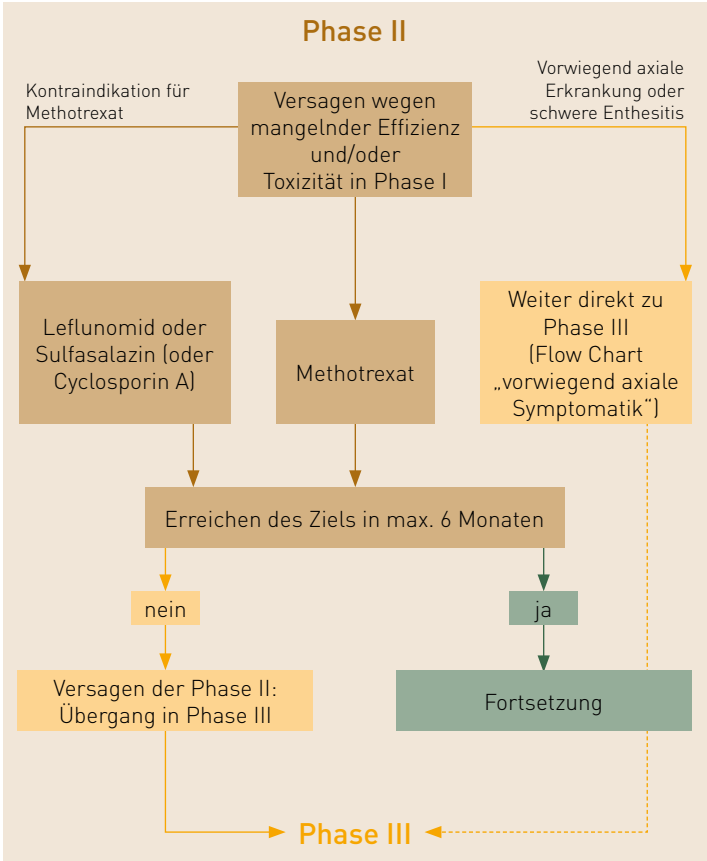 Phase II
Kontraindikation für
Methotrexat
Versagen wegen
mangelnder Effizienz
und/oder
Toxizität in Phase I
Vorwiegend axiale
Erkrankung oder
schwere Enthesitis
Leflunomid oder
Sulfasalazin (oder
Cyclosporin A)
Methotrexat
Weiter direkt zu
Phase III
(Flow Chart
„vorwiegend axiale
Symptomatik“)
Erreichen des Ziels in max. 6 Monaten
nein
ja
Versagen der Phase II:
Übergang in Phase III
Fortsetzung
Phase III